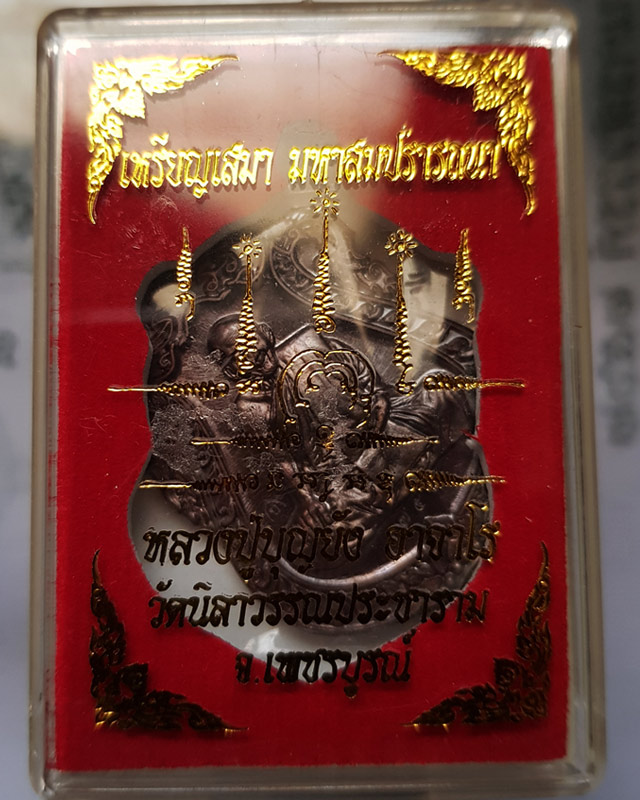 เหรียญเสมา มหาสมปรารถนา
หลวงปู่บุญยัง อาจาโร
วัดนิลาวรรณประชาราม
จ.เพชรบูรณ์